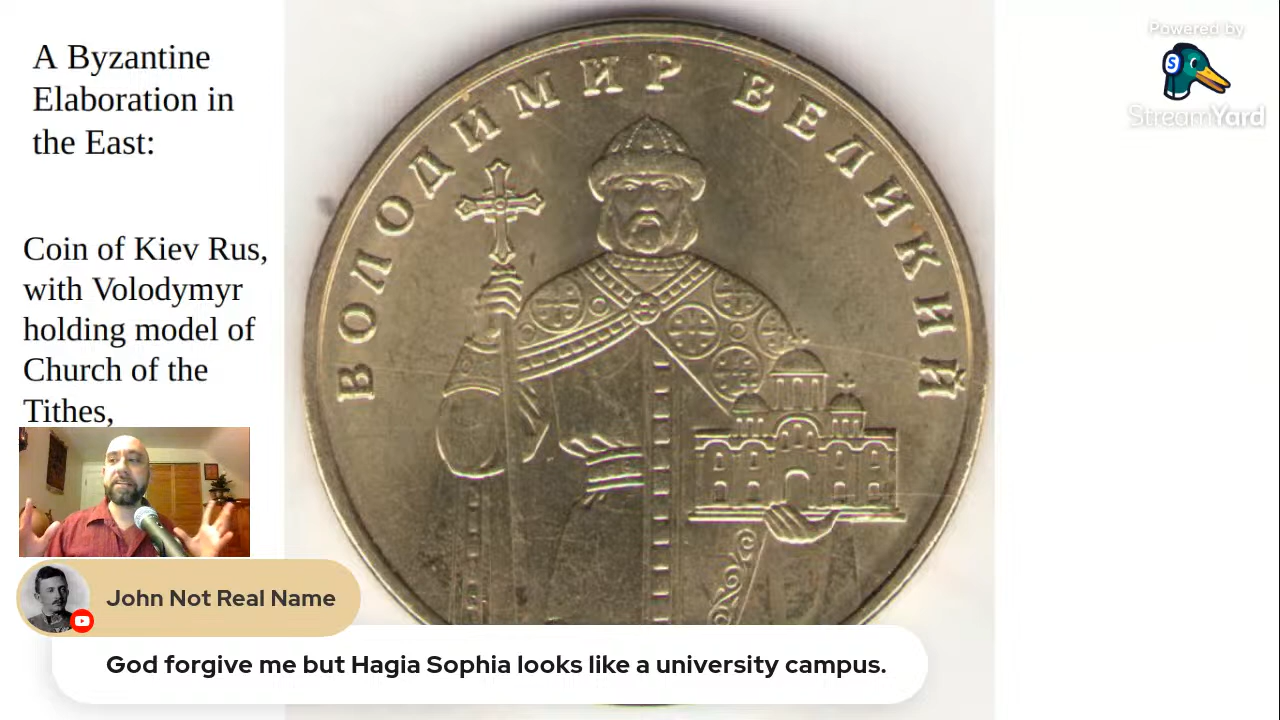 A Byzantine
Elaboration in
the East:
Coin of Kiev Rus,
with Volodymyr
holding model of
Church of the
Tithes,
ВОЛОДИМИР ВЕЛИКИЙ
Powered by
S
StreamYard
John Not Real Name
God forgive me but Hagia Sophia looks like a university campus.